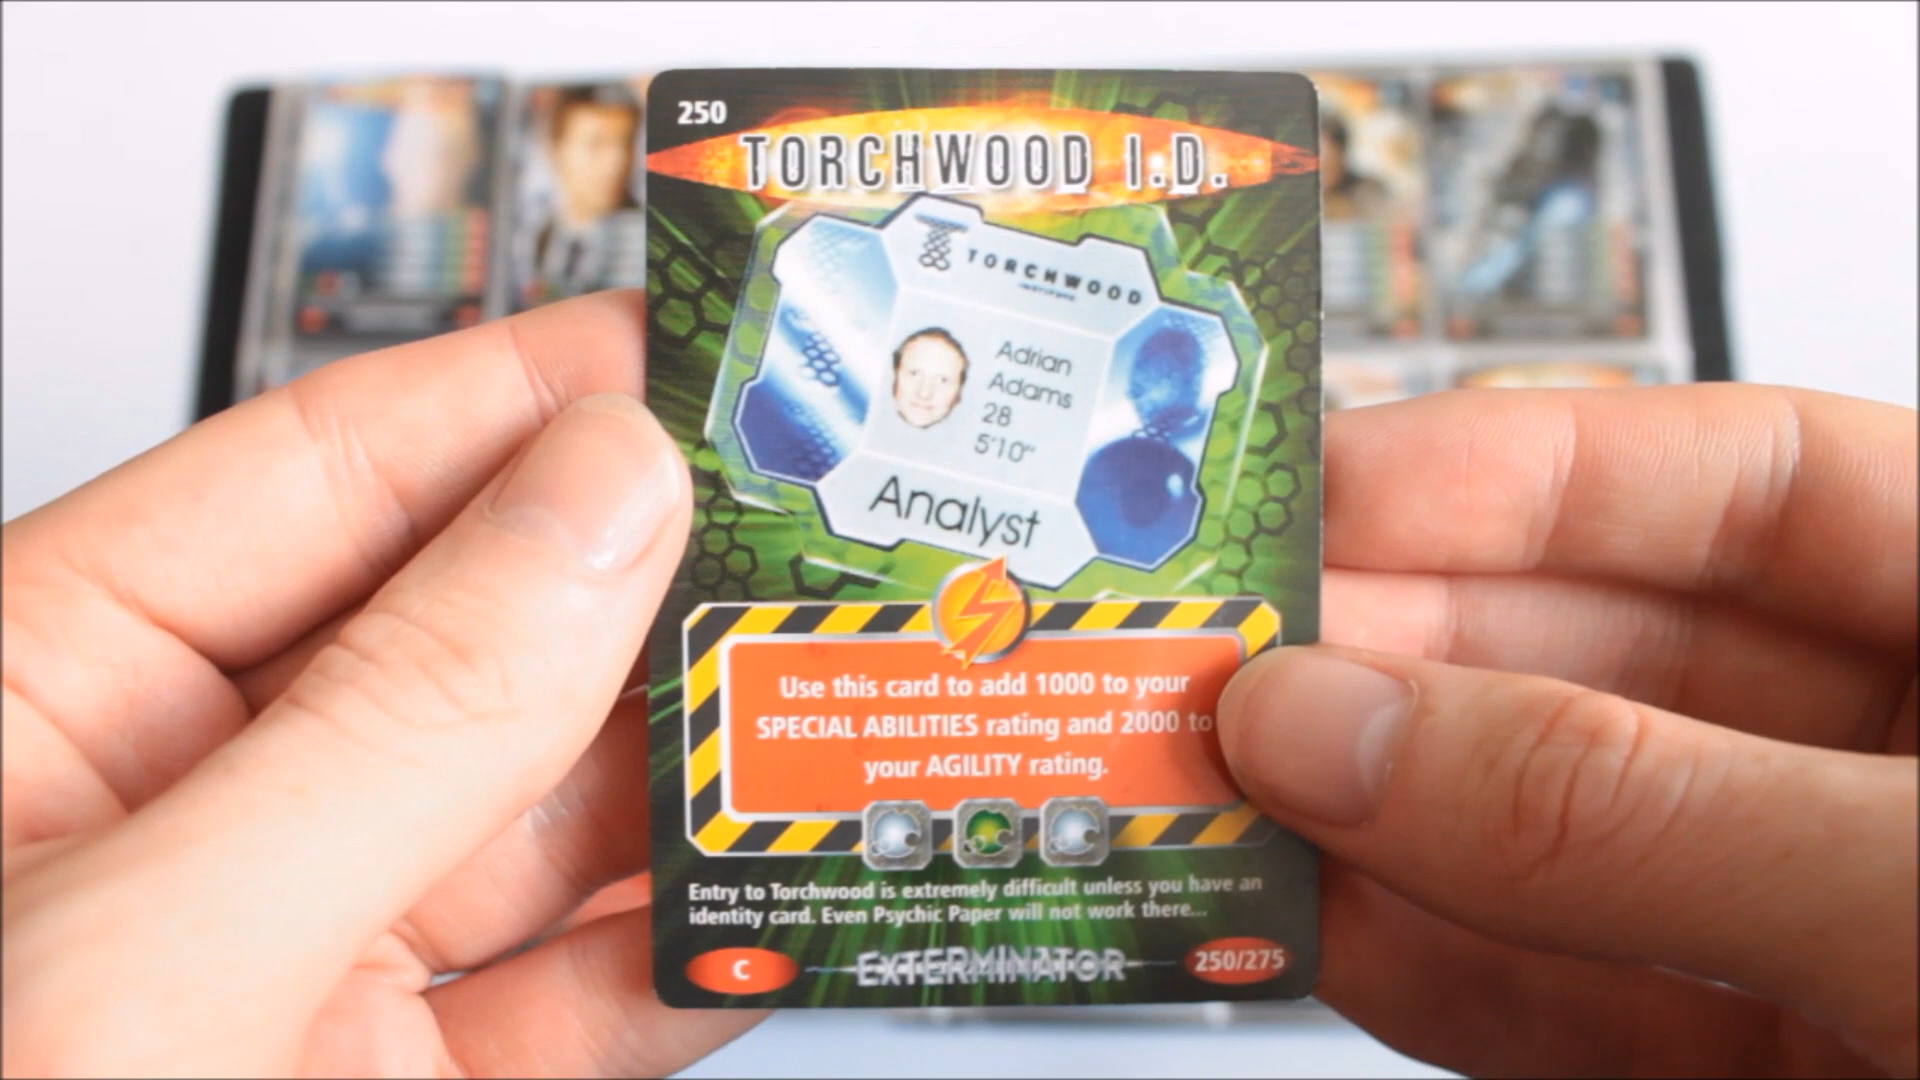 250
TORCHWOOD I.D.
TORCHWOOD
INSTITUTE
Adrian
Adams
28
5'10"
Analyst
Use this card to add 1000 to your
SPECIAL ABILITIES rating and 2000 to
your AGILITY rating.
Entry to Torchwood is extremely difficult unless you have an
identity card. Even Psychic Paper will not work there...
C
EXTERMINATOR
250/275